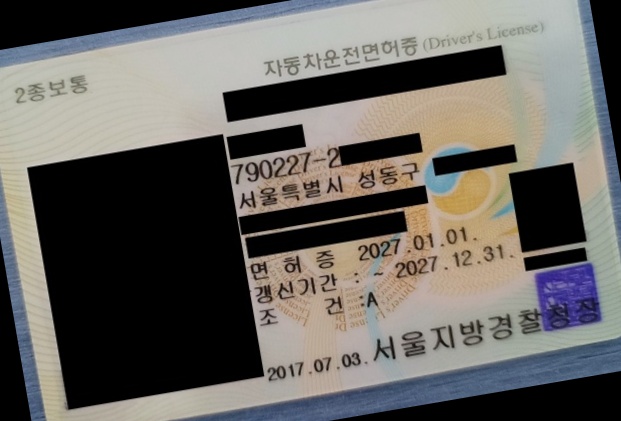 자동차운전면허증 (Driver's License)
2종보통
790227-2
서울특별시 성동구
면 허 증 2027.01.01.
갱신기간 : ~ 2027.12.31.
조 건 :A
2017.07.03. 서울지방경찰청장